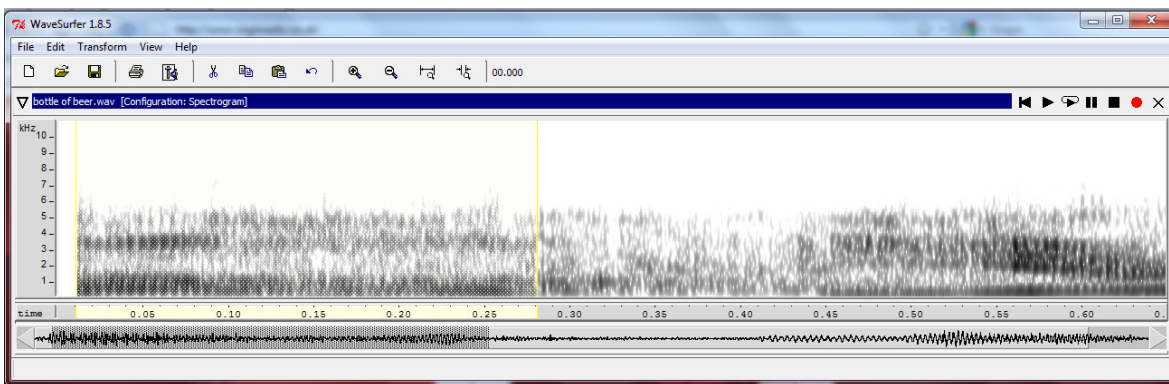 WaveSurfer 1.8.5
File Edit Transform View Help
00.000
bottle of beer.wav [Configuration: Spectrogram]
kHz
10
9
8
7
6
5
4
3
2
1
time 0.05 0.10 0.15 0.20 0.25 0.30 0.35 0.40 0.45 0.50 0.55 0.60 0.